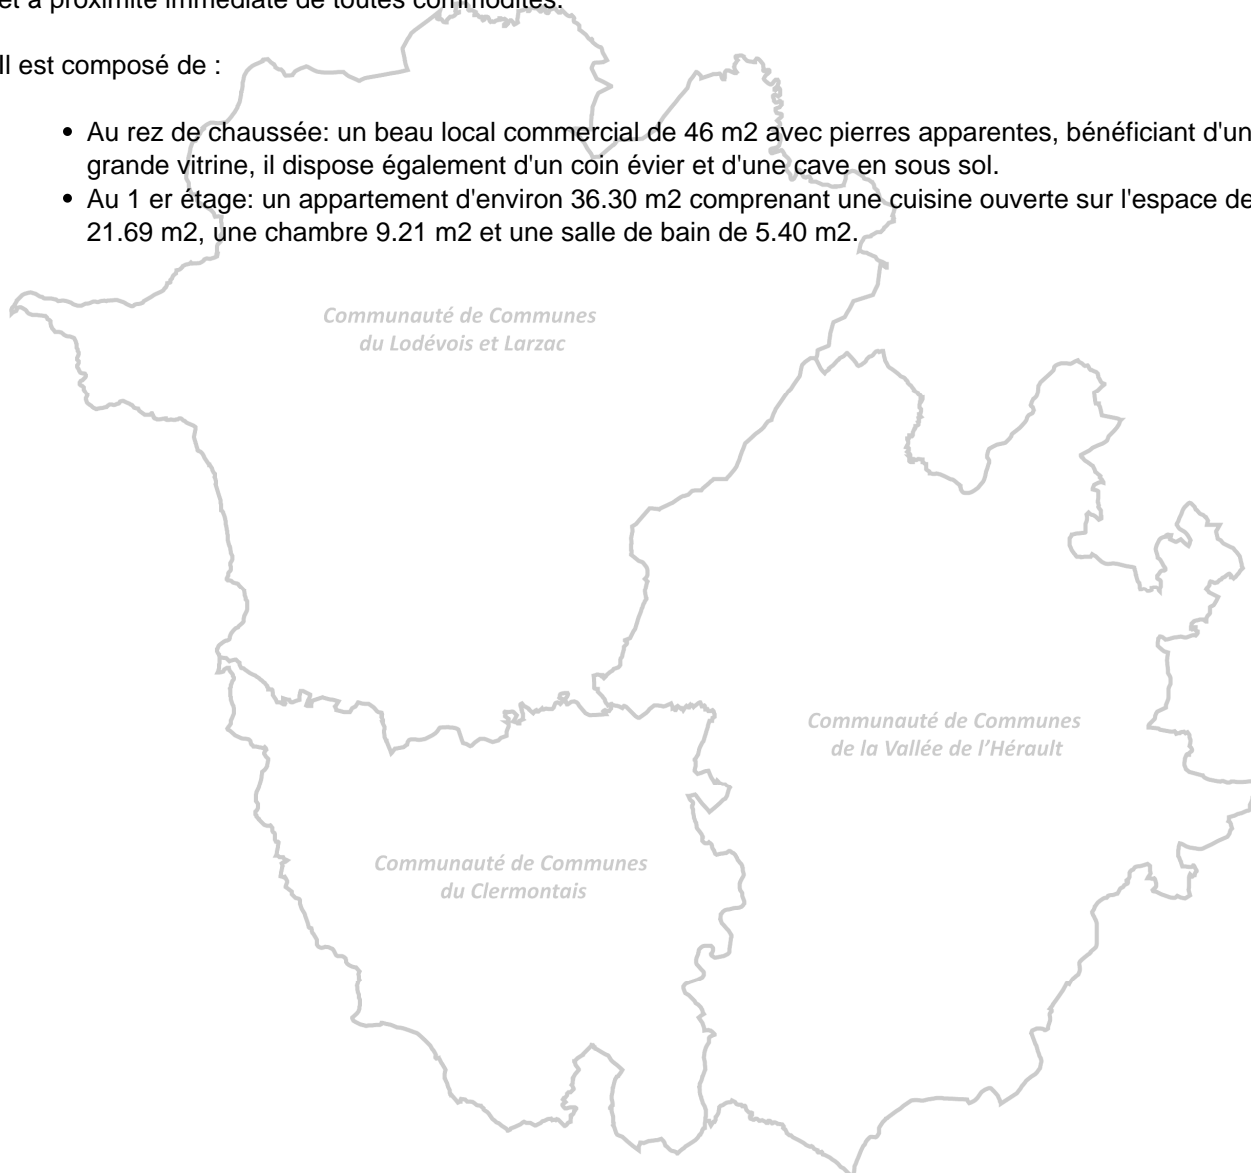 et à proximité immédiate de toutes commodités.
Il est composé de :
• Au rez de chaussée: un beau local commercial de 46 m2 avec pierres apparentes, bénéficiant d'un
grande vitrine, il dispose également d'un coin évier et d'une cave en sous sol.
• Au 1 er étage: un appartement d'environ 36.30 m2 comprenant une cuisine ouverte sur l'espace de
21.69 m2, une chambre 9.21 m2 et une salle de bain de 5.40 m2.
Communauté de Communes
du Lodévois et Larzac
Communauté de Communes
de la Vallée de l'Hérault
Communauté de Communes
du Clermontais